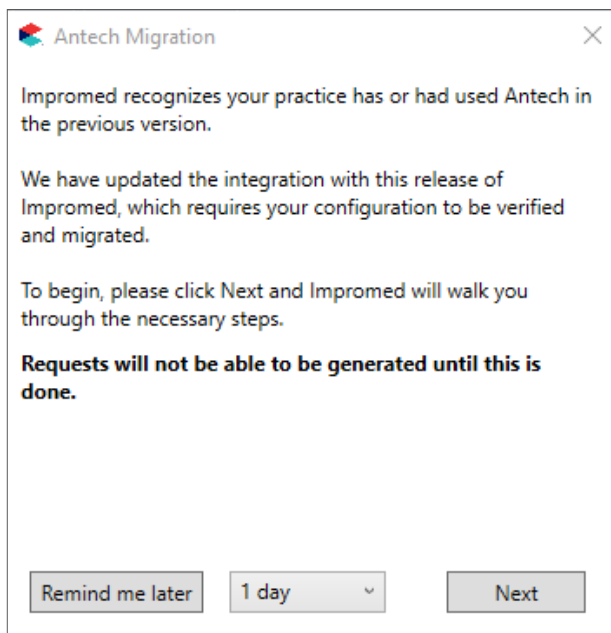 Antech Migration
Impromed recognizes your practice has or had used Antech in
the previous version.
We have updated the integration with this release of
Impromed, which requires your configuration to be verified
and migrated.
To begin, please click Next and Impromed will walk you
through the necessary steps.
Requests will not be able to be generated until this is
done.
Remind me later
1 day
Next